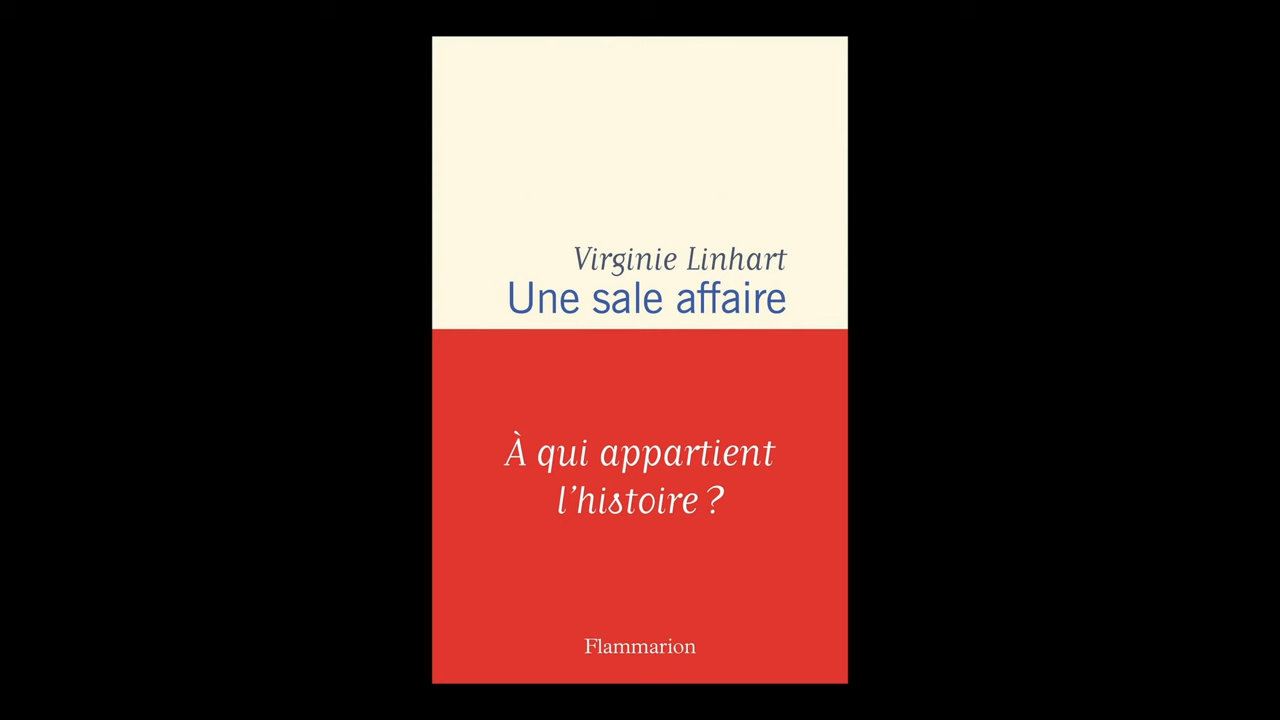 Virginie Linhart
Une sale affaire
À qui appartient
l’histoire ?
Flammarion